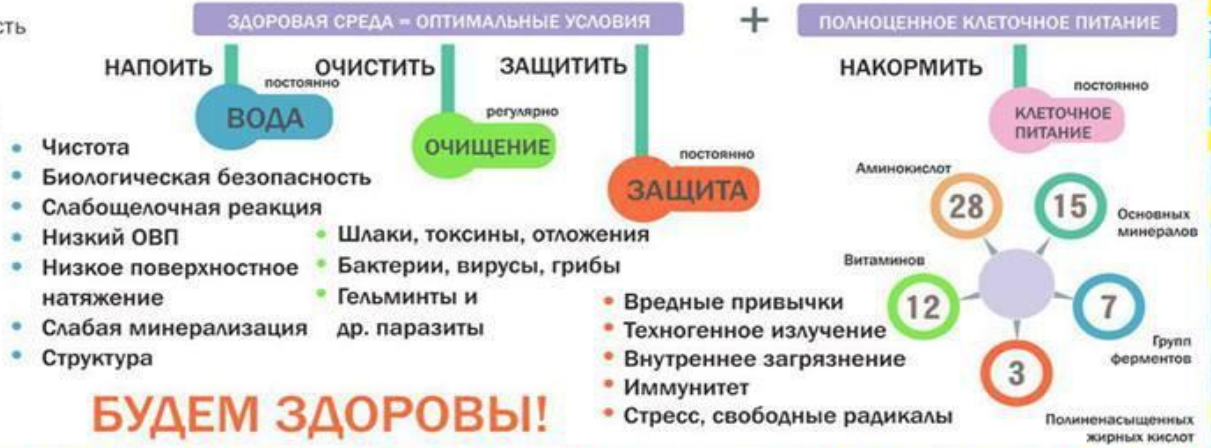 сть
ЗДОРОВАЯ СРЕДА = ОПТИМАЛЬНЫЕ УСЛОВИЯ
+
ПОЛНОЦЕННОЕ КЛЕТОЧНОЕ ПИТАНИЕ
НАПОИТЬ
постоянно
ВОДА
• Чистота
• Биологическая безопасность
• Слабощелочная реакция
• Низкий ОВП
• Низкое поверхностное
натяжение
• Слабая минерализация
• Структура
ОЧИСТИТЬ
регулярно
ОЧИЩЕНИЕ
• Шлаки, токсины, отложения
• Бактерии, вирусы, грибы
• Гельминты и
др. паразиты
ЗАЩИТИТЬ
постоянно
ЗАЩИТА
• Вредные привычки
• Техногенное излучение
• Внутреннее загрязнение
• Иммунитет
• Стресс, свободные радикалы
НАКОРМИТЬ
постоянно
КЛЕТОЧНОЕ
ПИТАНИЕ
Аминокислот
28
15
Основных
минералов
Витаминов
12
7
Групп
ферментов
3
Полиненасыщенных
жирных кислот
БУДЕМ ЗДОРОВЫ!